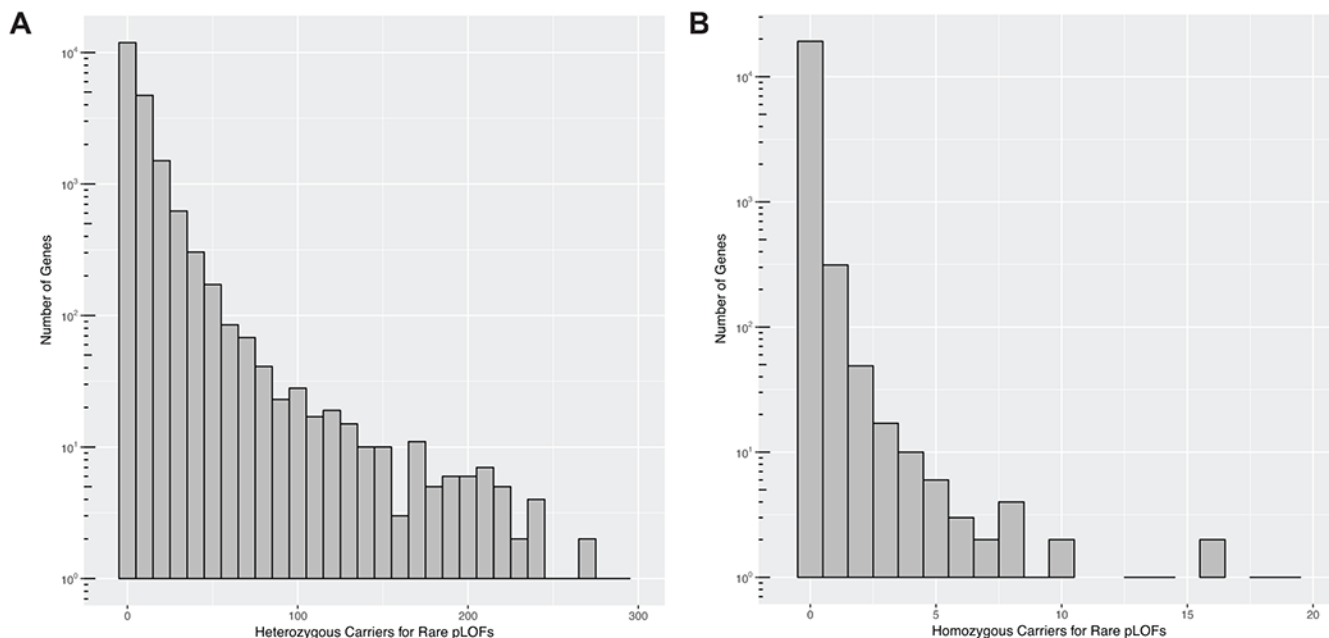 A
10⁴
10³
10²
10¹
10⁰
Number of Genes
0 100 200 300
Heterozygous Carriers for Rare pLOFs
B
10⁴
10³
10²
10¹
10⁰
Number of Genes
0 5 10 15 20
Homozygous Carriers for Rare pLOFs